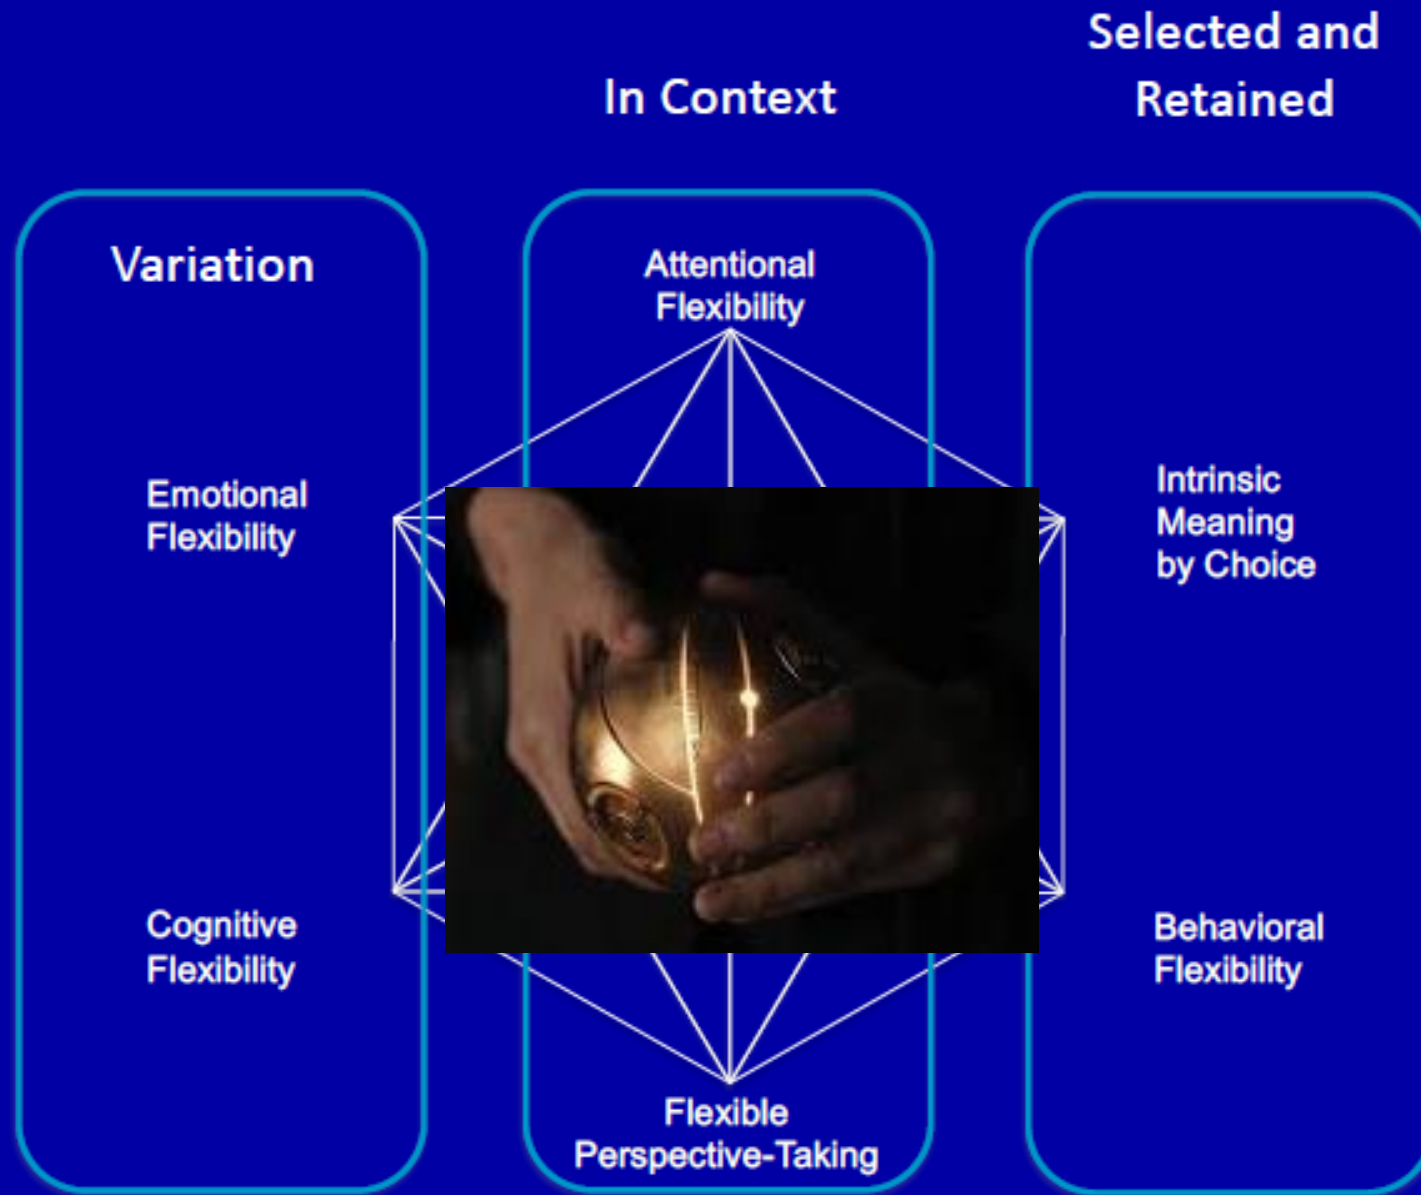 Selected and
Retained
In Context
Variation
Attentional
Flexibility
Emotional
Flexibility
Intrinsic
Meaning
by Choice
Cognitive
Flexibility
Behavioral
Flexibility
Flexible
Perspective-Taking